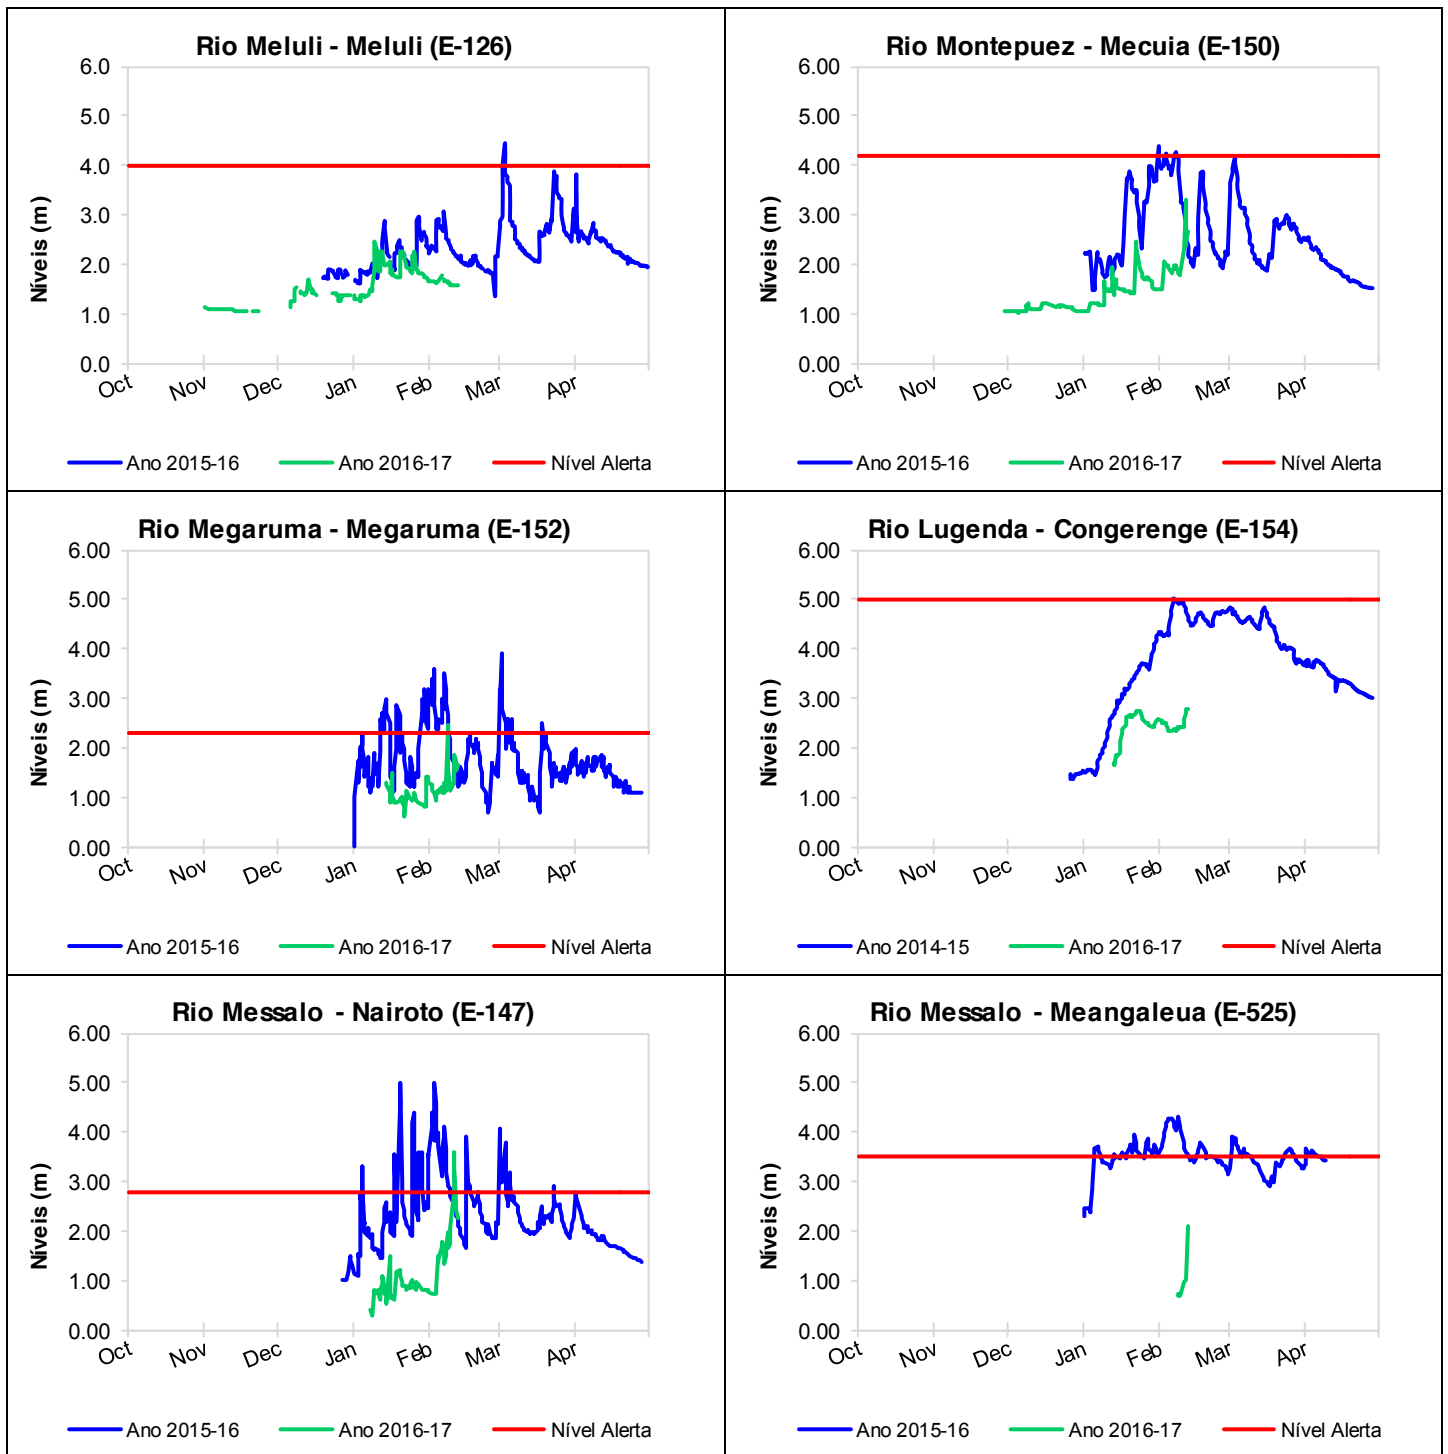 Rio Meluli - Meluli (E-126)
Níveis (m)
6.0
5.0
4.0
3.0
2.0
1.0
0.0
Oct Nov Dec Jan Feb Mar Apr
Ano 2015-16 Ano 2016-17 Nível Alerta
Rio Montepuez - Mecuia (E-150)
Níveis (m)
6.00
5.00
4.00
3.00
2.00
1.00
0.00
Oct Nov Dec Jan Feb Mar Apr
Ano 2015-16 Ano 2016-17 Nível Alerta
Rio Megaruma - Megaruma (E-152)
Níveis (m)
6.00
5.00
4.00
3.00
2.00
1.00
0.00
Oct Nov Dec Jan Feb Mar Apr
Ano 2015-16 Ano 2016-17 Nível Alerta
Rio Lugenda - Congerenge (E-154)
Níveis (m)
6.00
5.00
4.00
3.00
2.00
1.00
0.00
Oct Nov Dec Jan Feb Mar Apr
Ano 2014-15 Ano 2016-17 Nível Alerta
Rio Messalo - Nairoto (E-147)
Níveis (m)
6.00
5.00
4.00
3.00
2.00
1.00
0.00
Oct Nov Dec Jan Feb Mar Apr
Ano 2015-16 Ano 2016-17 Nível Alerta
Rio Messalo - Meangaleua (E-525)
Níveis (m)
6.00
5.00
4.00
3.00
2.00
1.00
0.00
Oct Nov Dec Jan Feb Mar Apr
Ano 2015-16 Ano 2016-17 Nível Alerta